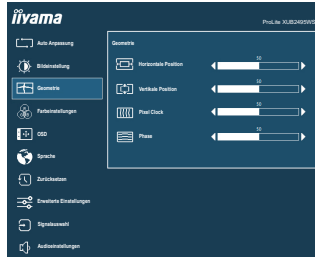 iiyama
ProLite XUB2495WS
Auto Anpassung
Bildeinstellung
Geometrie
Farbeinstellungen
OSD
Sprache
Zurücksetzen
Erweiterte Einstellungen
Signalauswahl
Audioeinstellungen
Geometrie
Horizontale Position
50
Vertikale Position
50
Pixel Clock
50
Phase
50